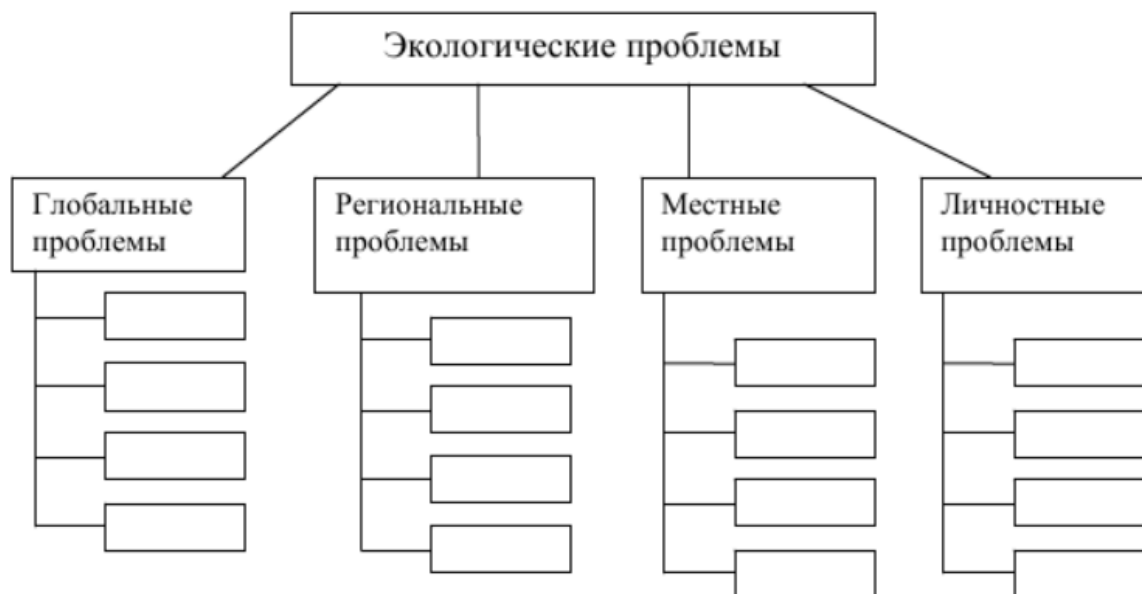 Экологические проблемы
Глобальные
проблемы
Региональные
проблемы
Местные
проблемы
Личностные
проблемы